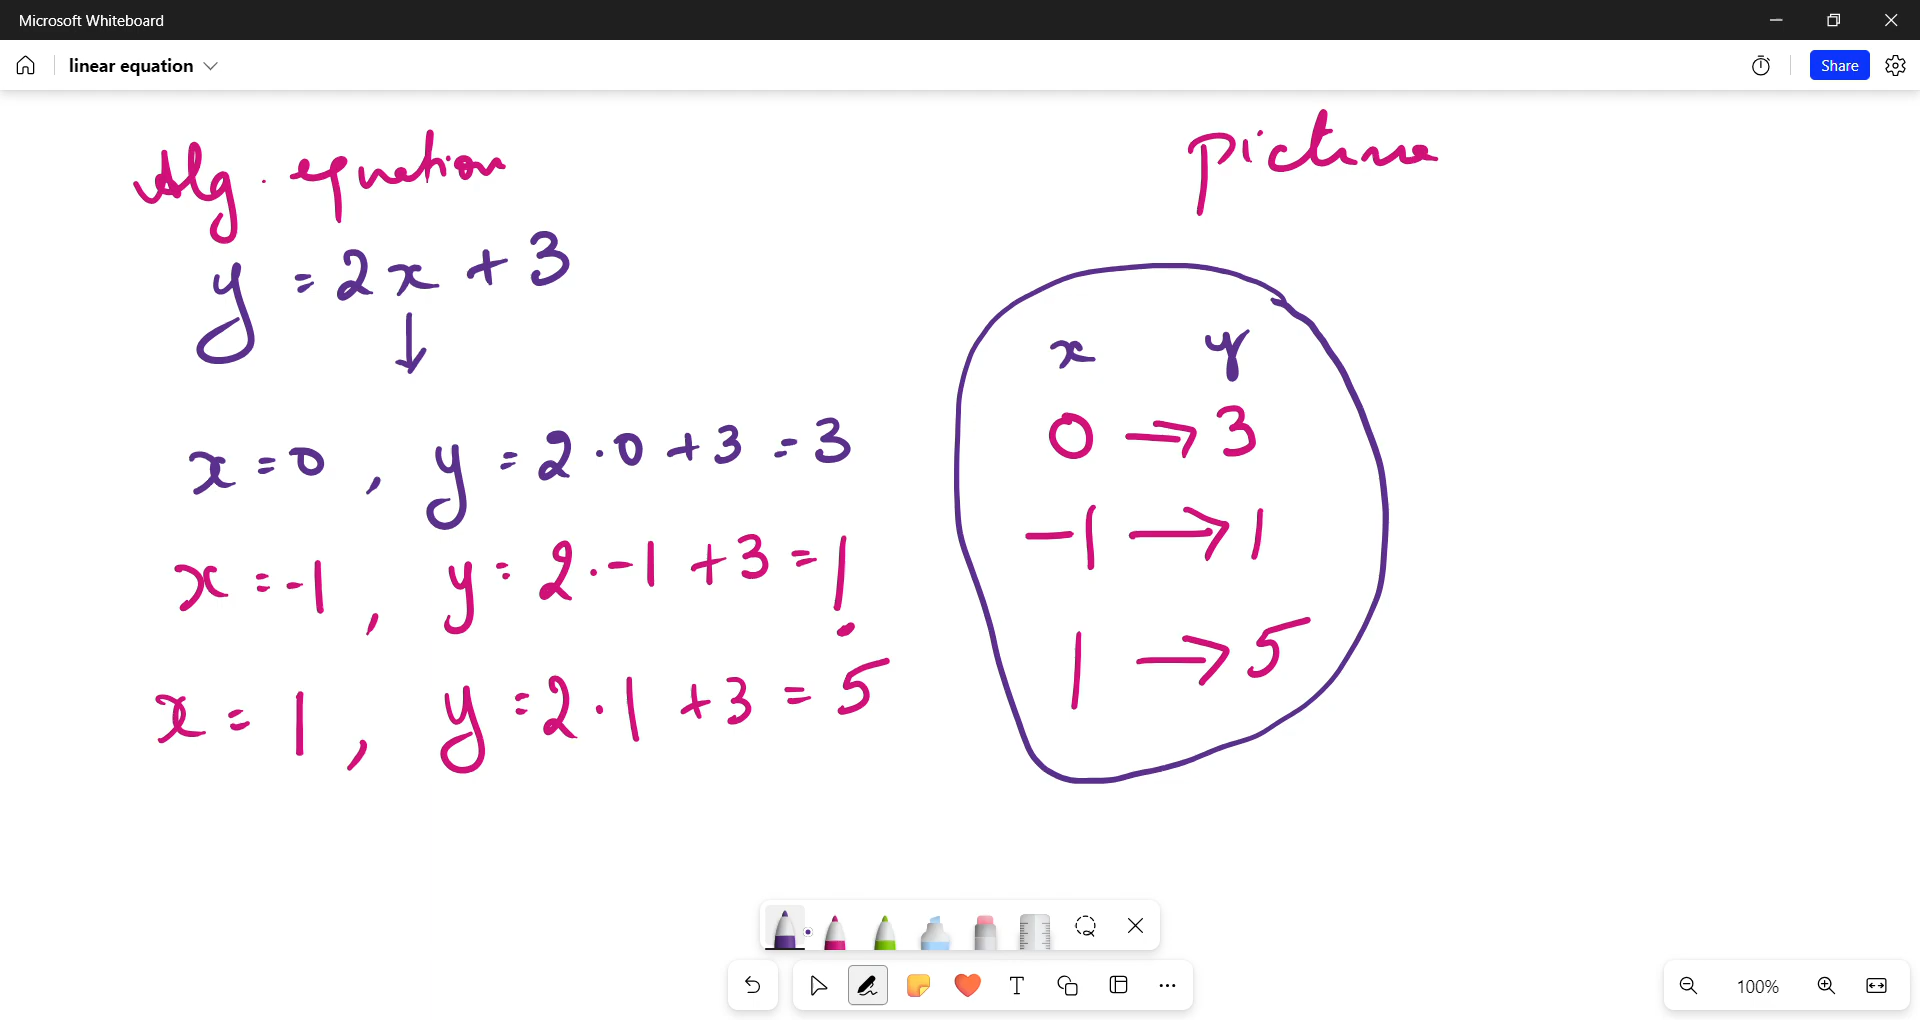 Microsoft Whiteboard
linear equation
Share
Alg. equation
picture
y = 2x + 3
x y
x = 0 , y = 2 · 0 + 3 = 3
0 → 3
x = -1 , y = 2 · -1 + 3 = 1
-1 → 1
x = 1 , y = 2 · 1 + 3 = 5
1 → 5
100%